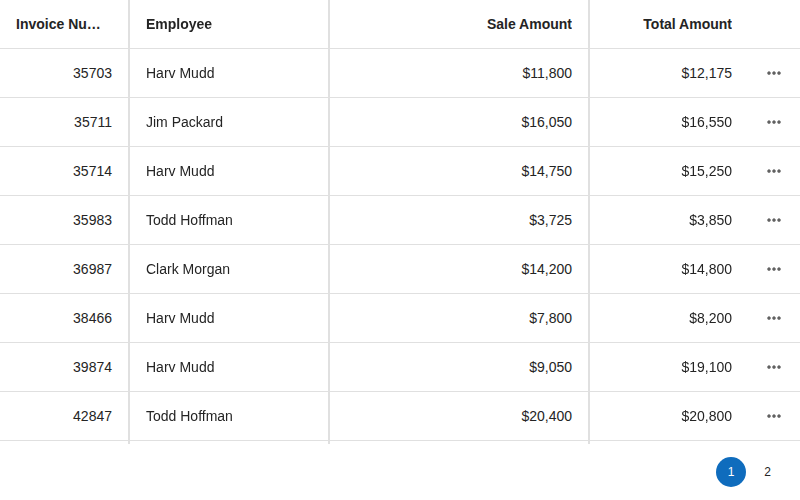 Invoice Nu… Employee Sale Amount Total Amount
35703 Harv Mudd $11,800 $12,175 •••
35711 Jim Packard $16,050 $16,550 •••
35714 Harv Mudd $14,750 $15,250 •••
35983 Todd Hoffman $3,725 $3,850 •••
36987 Clark Morgan $14,200 $14,800 •••
38466 Harv Mudd $7,800 $8,200 •••
39874 Harv Mudd $9,050 $19,100 •••
42847 Todd Hoffman $20,400 $20,800 •••
1 2